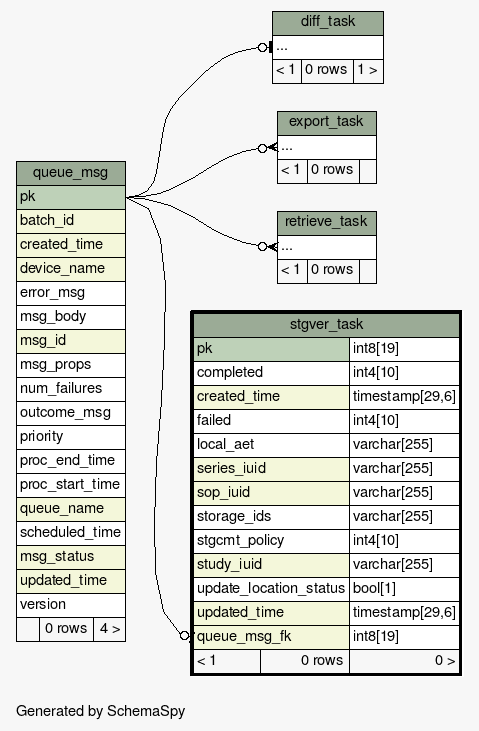 diff_task
...
< 1 0 rows 1 >
export_task
...
< 1 0 rows
retrieve_task
...
< 1 0 rows
queue_msg
pk
batch_id
created_time
device_name
error_msg
msg_body
msg_id
msg_props
num_failures
outcome_msg
priority
proc_end_time
proc_start_time
queue_name
scheduled_time
msg_status
updated_time
version
0 rows 4 >
stgver_task
pk int8[19]
completed int4[10]
created_time timestamp[29,6]
failed int4[10]
local_aet varchar[255]
series_iuid varchar[255]
sop_iuid varchar[255]
storage_ids varchar[255]
stgcmt_policy int4[10]
study_iuid varchar[255]
update_location_status bool[1]
updated_time timestamp[29,6]
queue_msg_fk int8[19]
< 1 0 rows 0 >
Generated by SchemaSpy